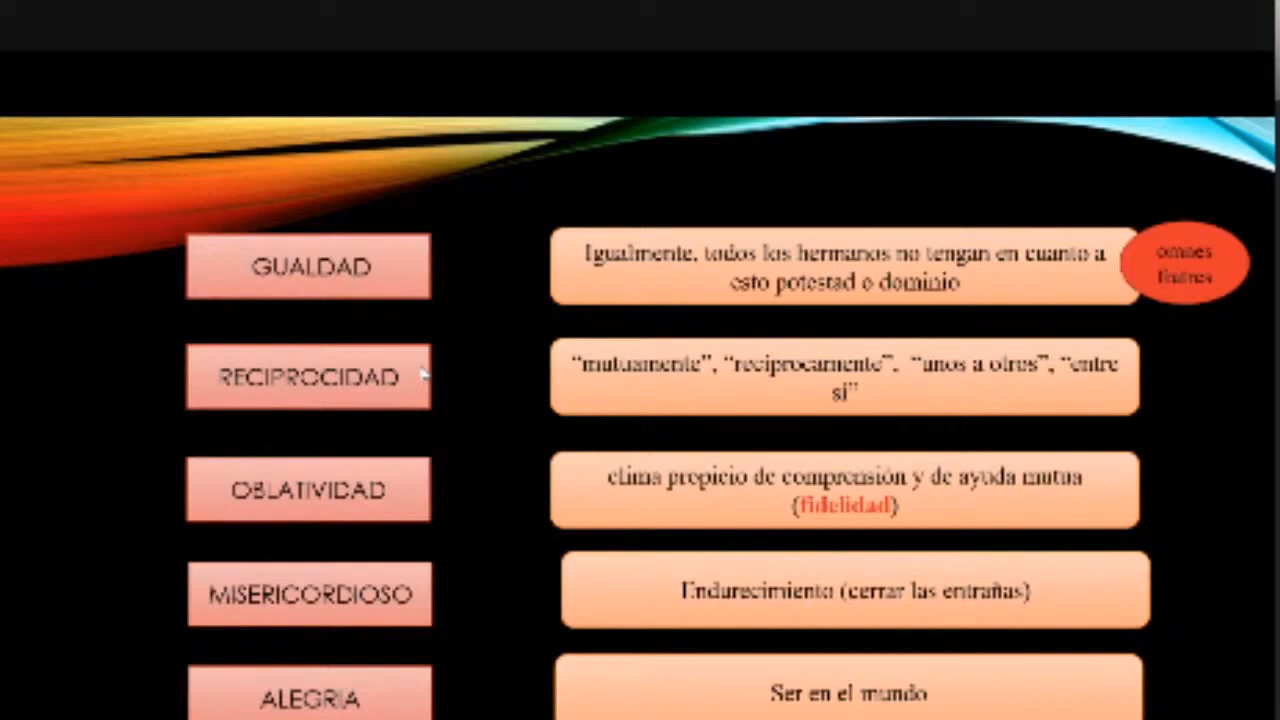 GUALDAD
Igualmente, todos los hermanos no tengan en cuanto a
esto potestad o dominio
omnes
fratres
RECIPROCIDAD
“mutuamente”, “recíprocamente”, “unos a otros”, “entre
sí”
OBLATIVIDAD
clima propicio de comprensión y de ayuda mutua
(fidelidad)
MISERICORDIOSO
Endurecimiento (cerrar las entrañas)
ALEGRIA
Ser en el mundo